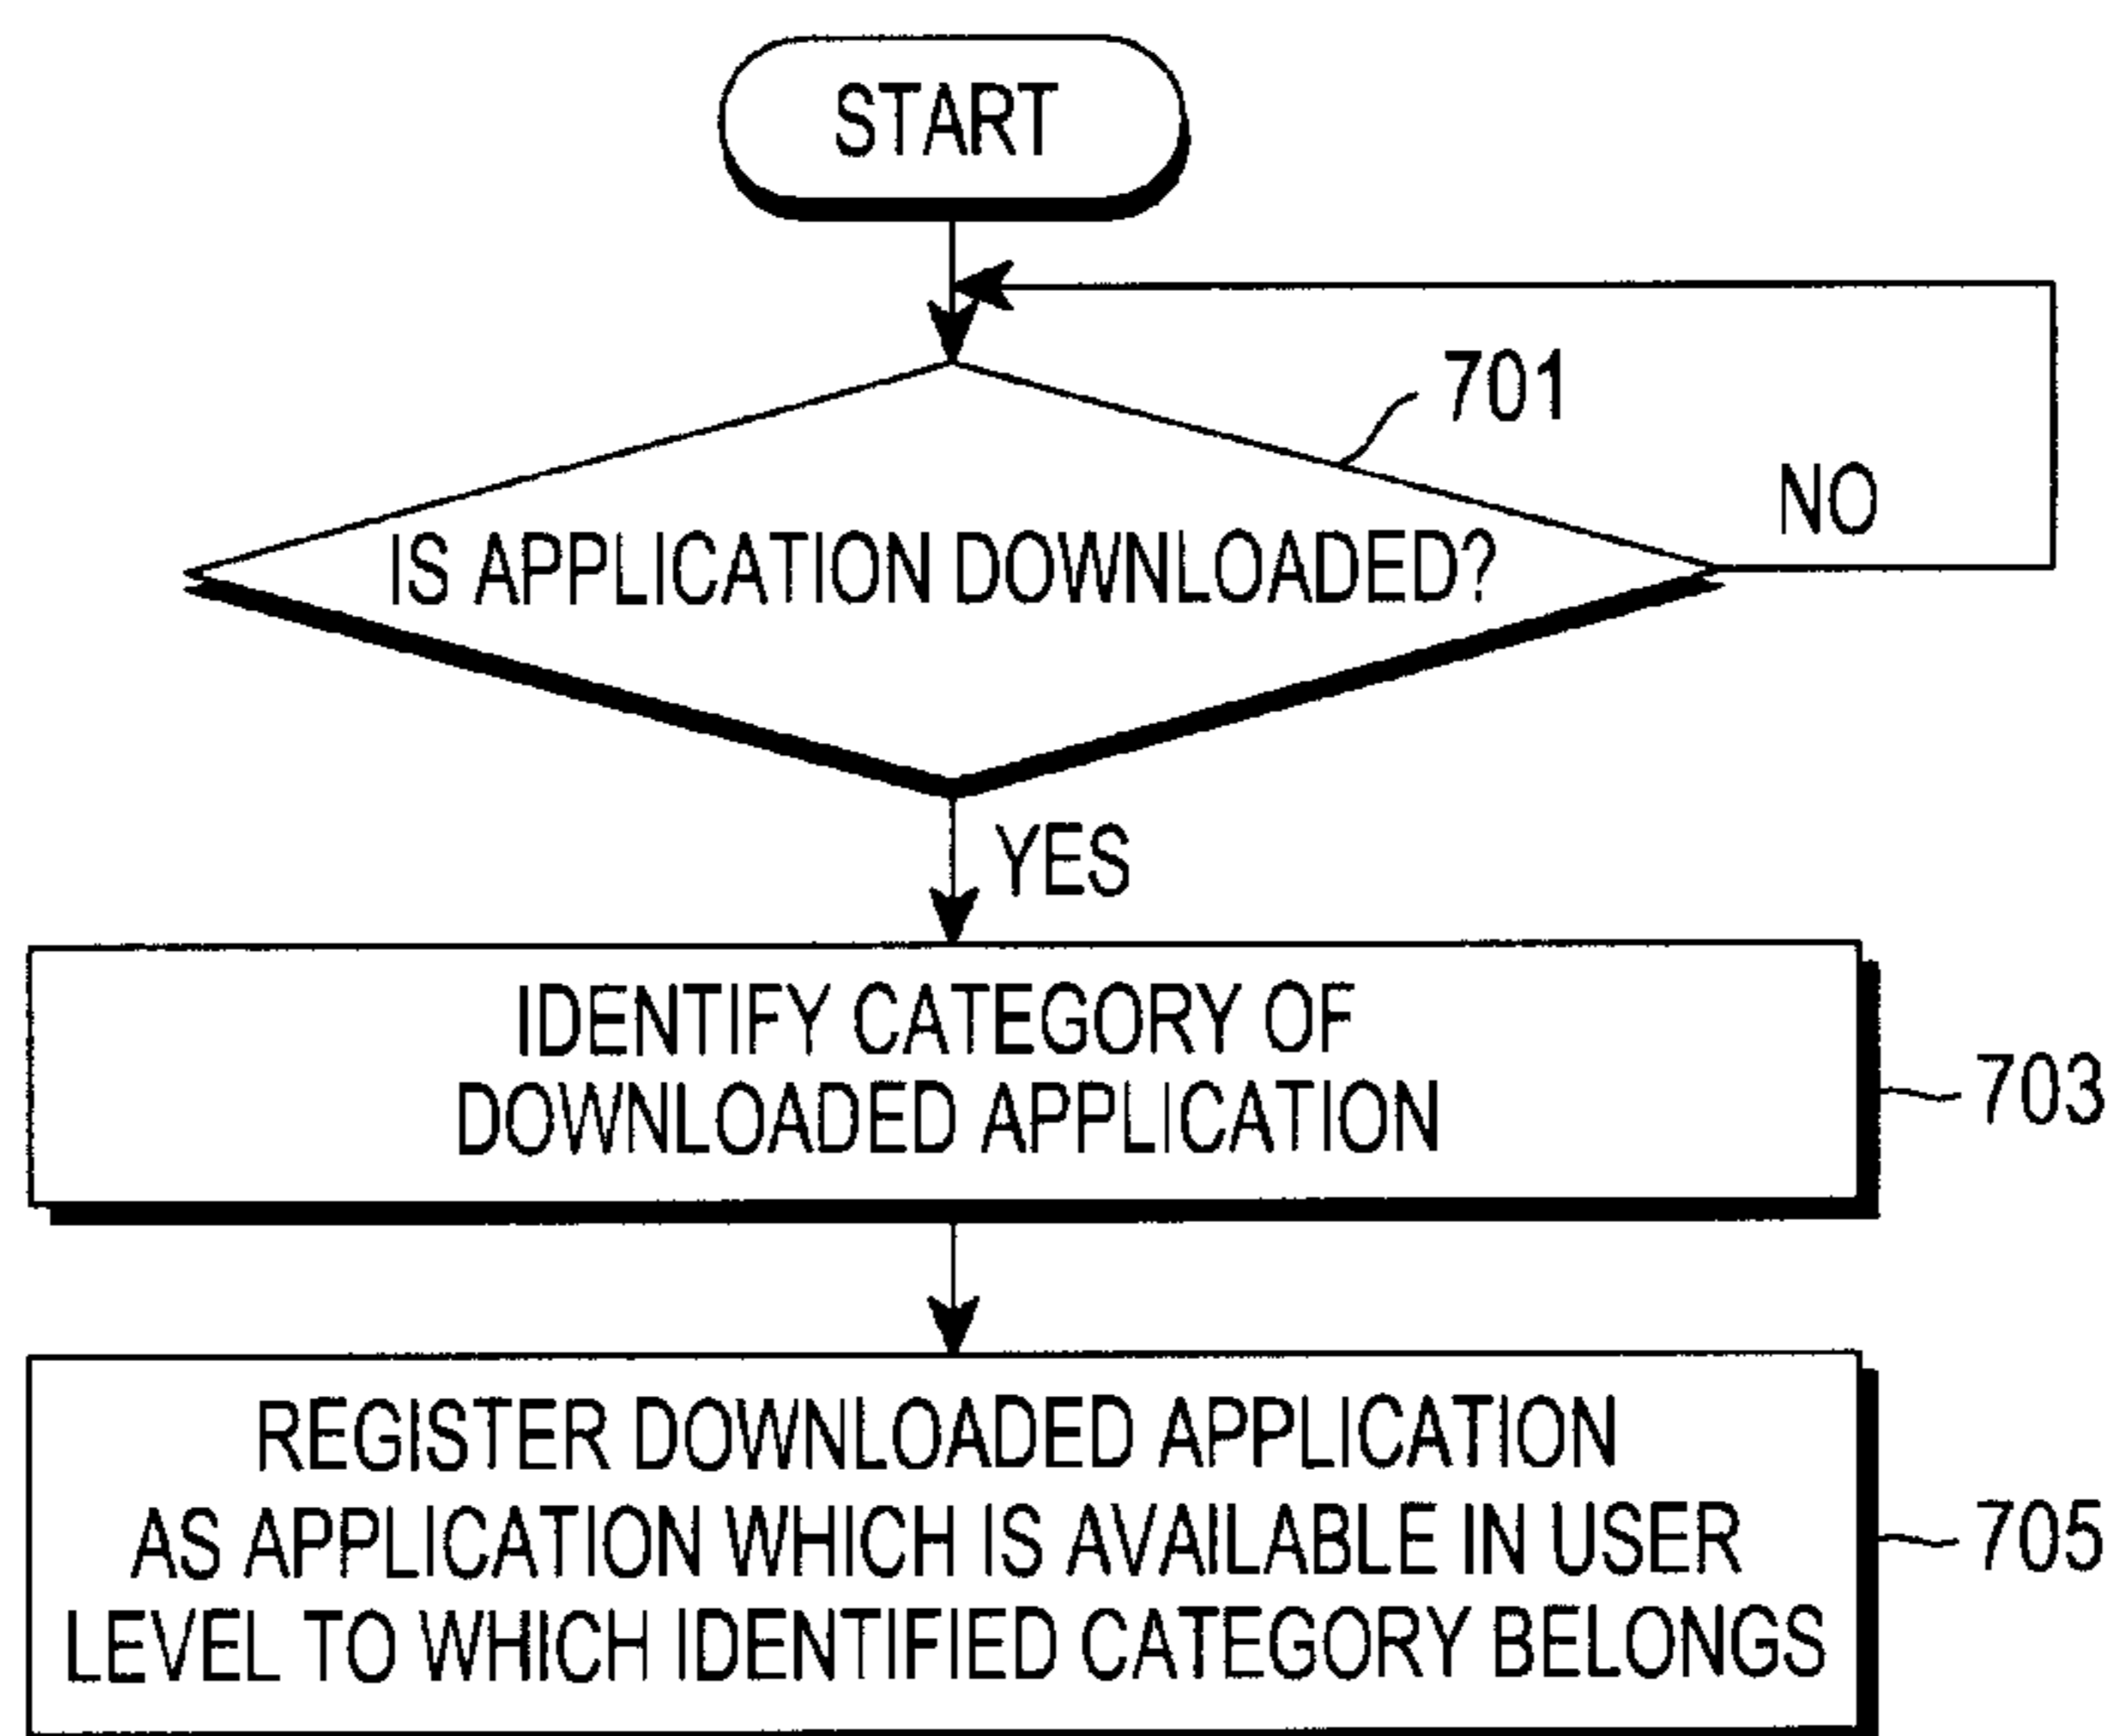 START
701
NO
IS APPLICATION DOWNLOADED?
YES
IDENTIFY CATEGORY OF
DOWNLOADED APPLICATION
703
REGISTER DOWNLOADED APPLICATION
AS APPLICATION WHICH IS AVAILABLE IN USER
LEVEL TO WHICH IDENTIFIED CATEGORY BELONGS
705